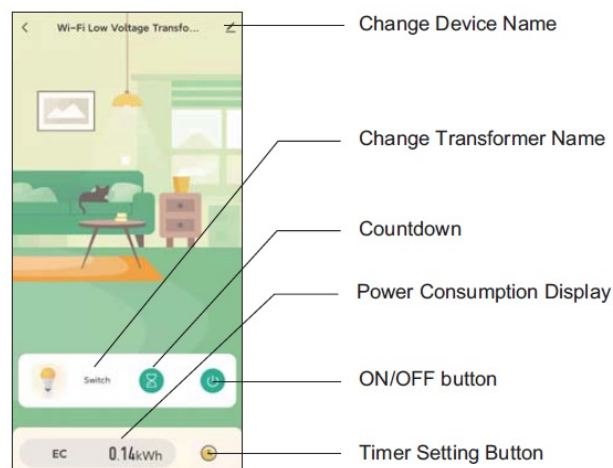 Wi-Fi Low Voltage Transfo...
Change Device Name
Change Transformer Name
Countdown
Power Consumption Display
Switch
ON/OFF button
EC 0.14kWh
Timer Setting Button